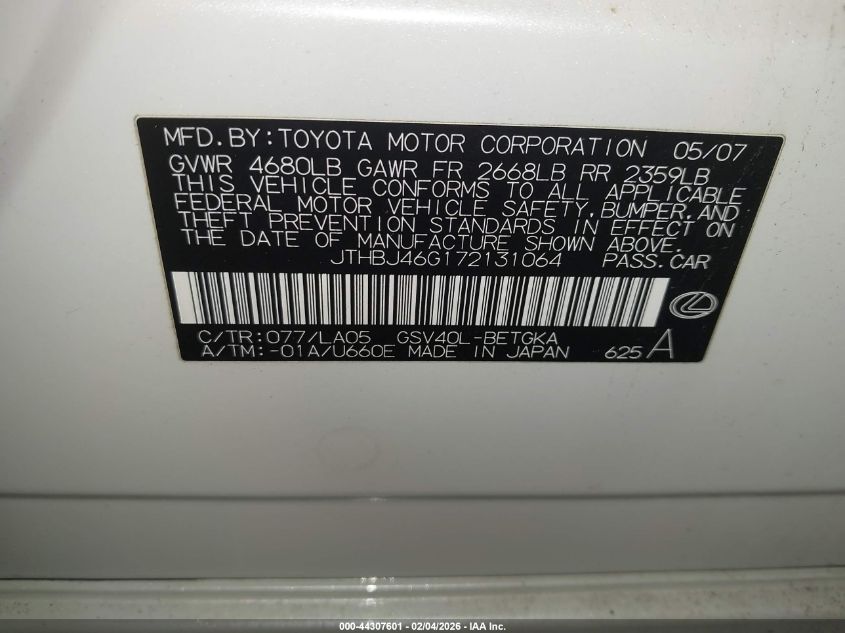 MFD.BY:TOYOTA MOTOR CORPORATION 05/07
GVWR 4680LB GAWR FR 2668LB RR 2359LB
THIS VEHICLE CONFORMS TO ALL APPLICABLE
FEDERAL MOTOR VEHICLE SAFETY,BUMPER,AND
THEFT PREVENTION STANDARDS IN EFFECT ON
THE DATE OF MANUFACTURE SHOWN ABOVE.
JTHBJ46G172131064 PASS.CAR
C/TR:077/LA05 GSV40L-BETGKA
A/TM:-01A/U660E MADE IN JAPAN 625 A
000-44307601 - 02/04/2026 - IAA Inc.